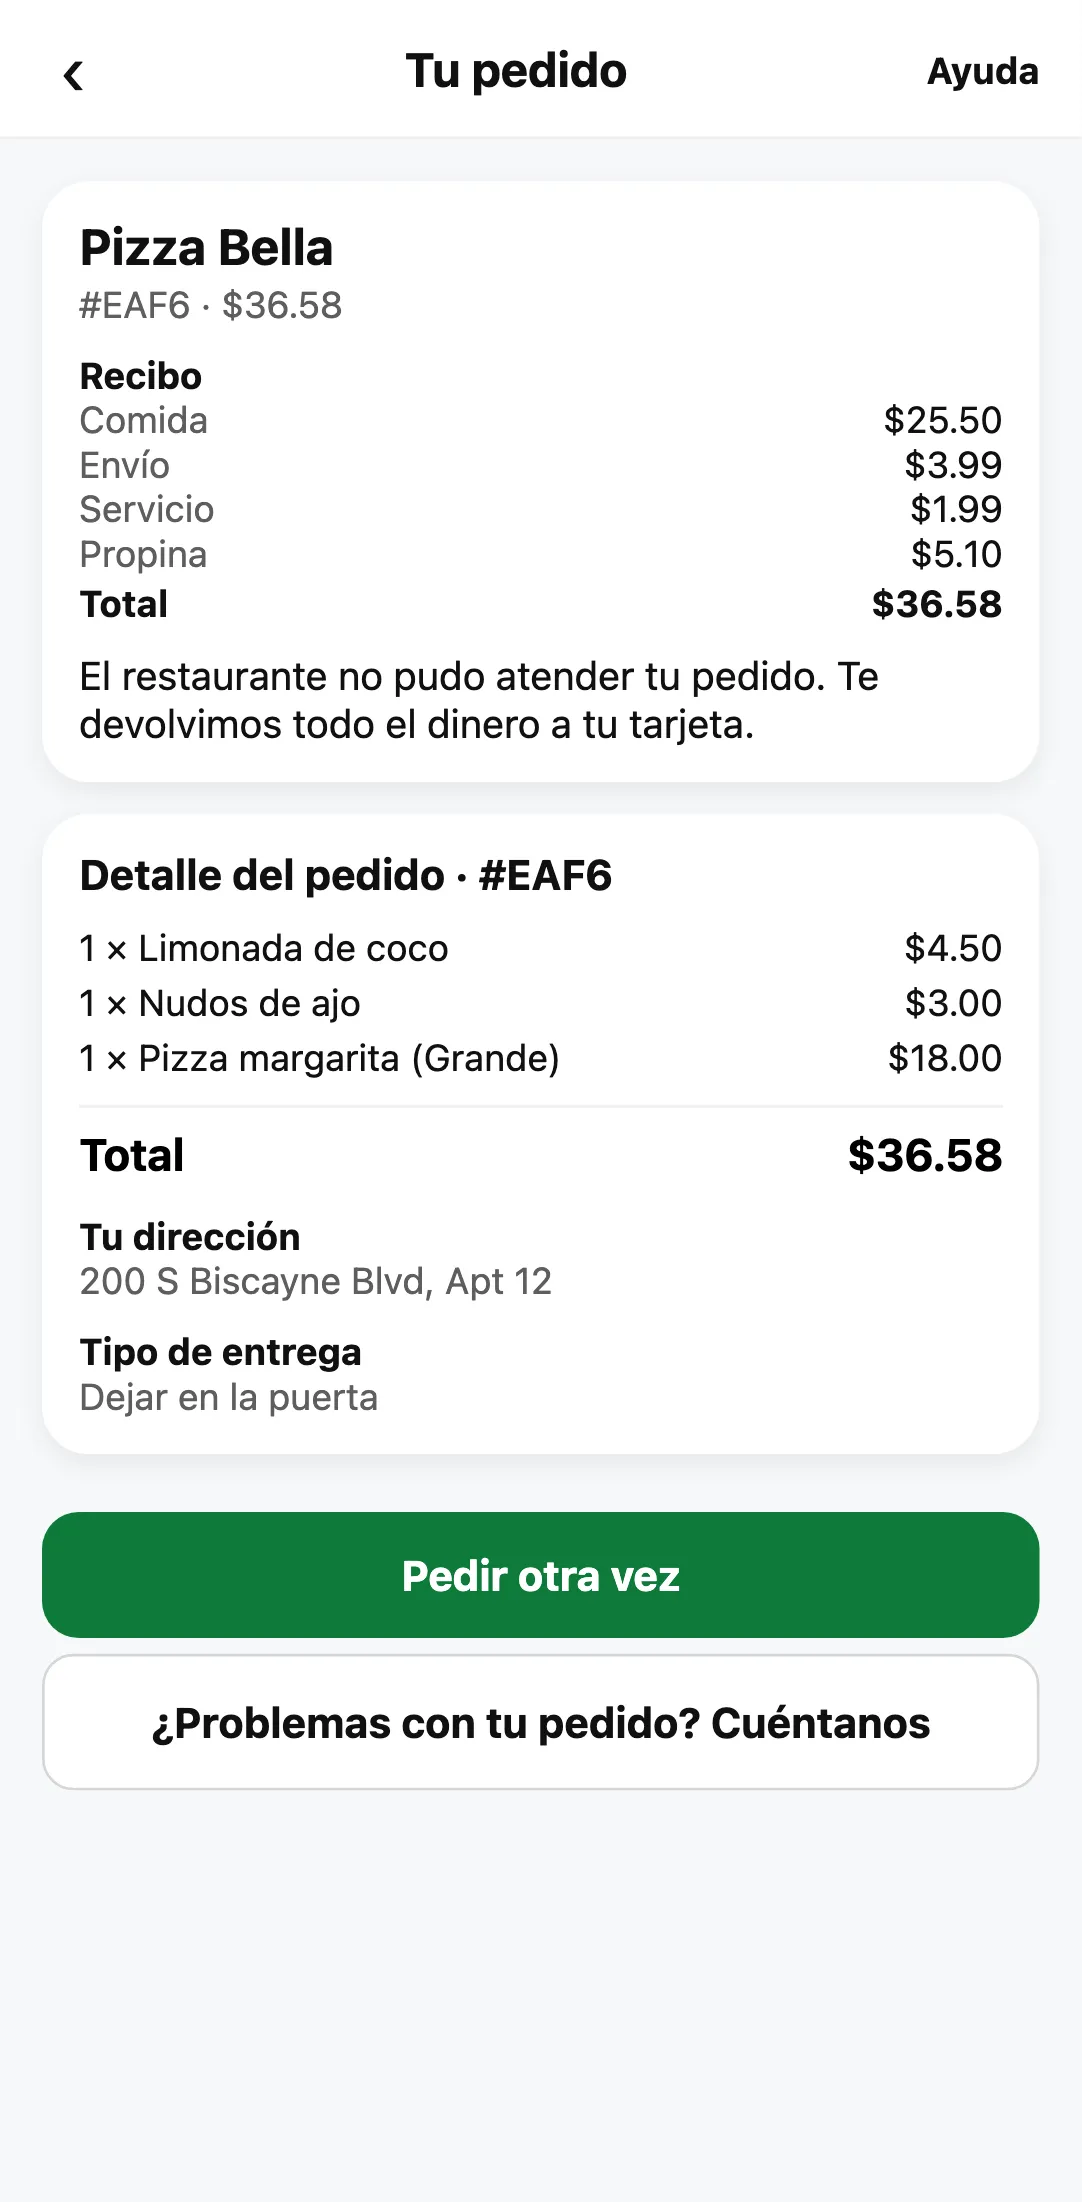 Tu pedido
Ayuda
Pizza Bella
#EAF6 · $36.58
Recibo
Comida $25.50
Envío $3.99
Servicio $1.99
Propina $5.10
Total $36.58
El restaurante no pudo atender tu pedido. Te
devolvimos todo el dinero a tu tarjeta.
Detalle del pedido · #EAF6
1 × Limonada de coco $4.50
1 × Nudos de ajo $3.00
1 × Pizza margarita (Grande) $18.00
Total $36.58
Tu dirección
200 S Biscayne Blvd, Apt 12
Tipo de entrega
Dejar en la puerta
Pedir otra vez
¿Problemas con tu pedido? Cuéntanos